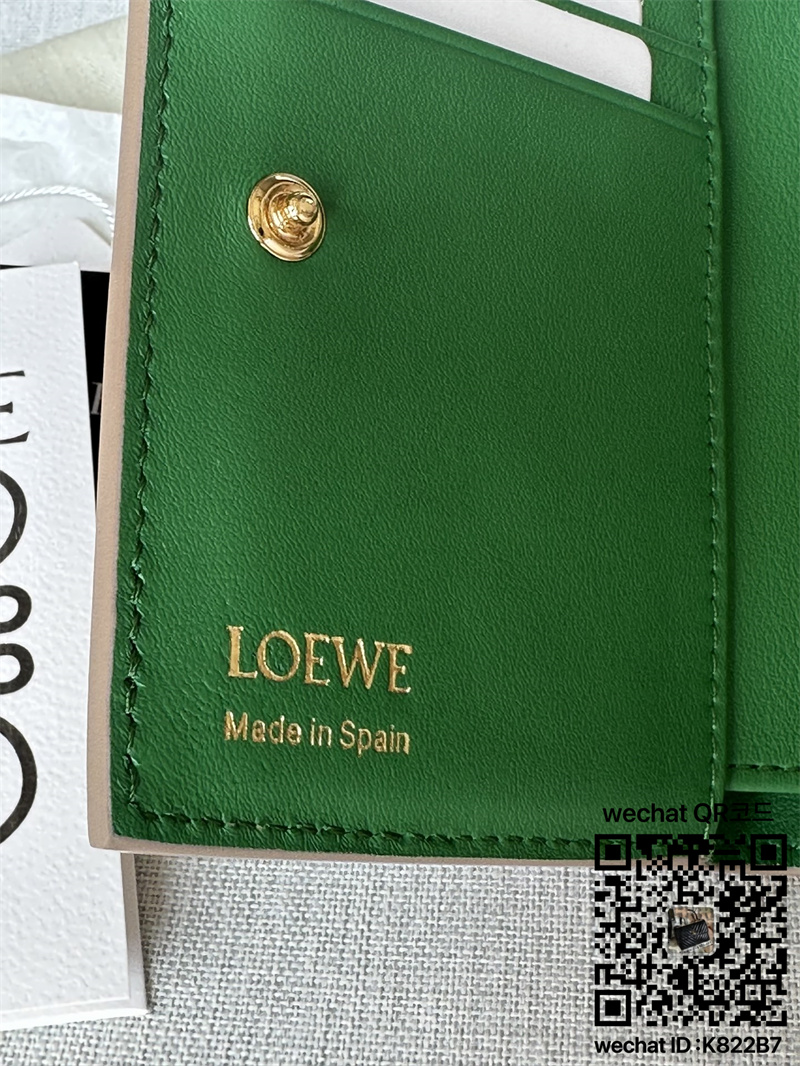 LOEWE
Made in Spain
wechat QR코드
wechat ID:K822B7